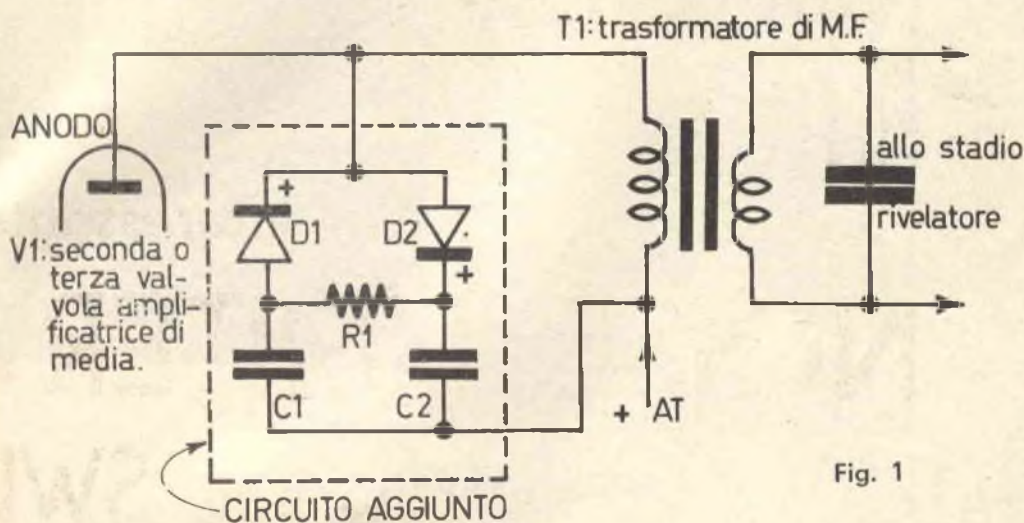 T1: trasformatore di M.F.
ANODO
V1: seconda o
terza val-
vola ampli-
ficatrice di
media.
+
D1
D2
+
R1
C1
C2
allo stadio
rivelatore
+ AT
Fig. 1
CIRCUITO AGGIUNTO